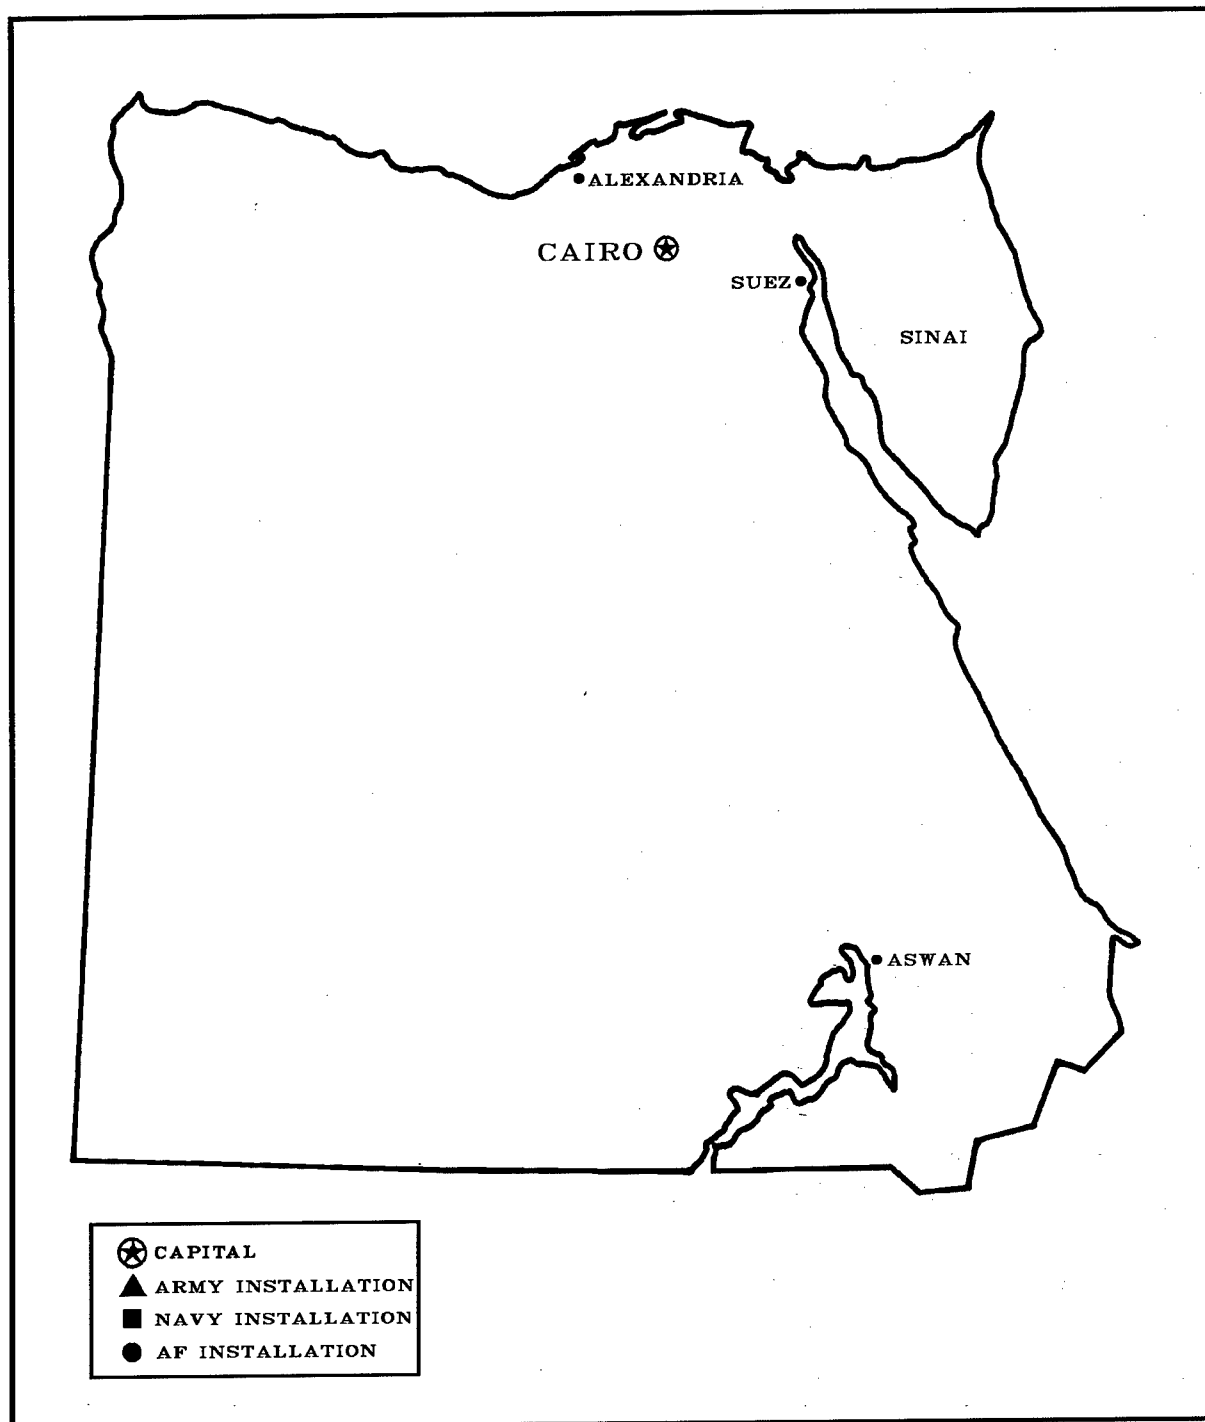 ALEXANDRIA
CAIRO
SUEZ
SINAI
ASWAN
CAPITAL
ARMY INSTALLATION
NAVY INSTALLATION
AF INSTALLATION